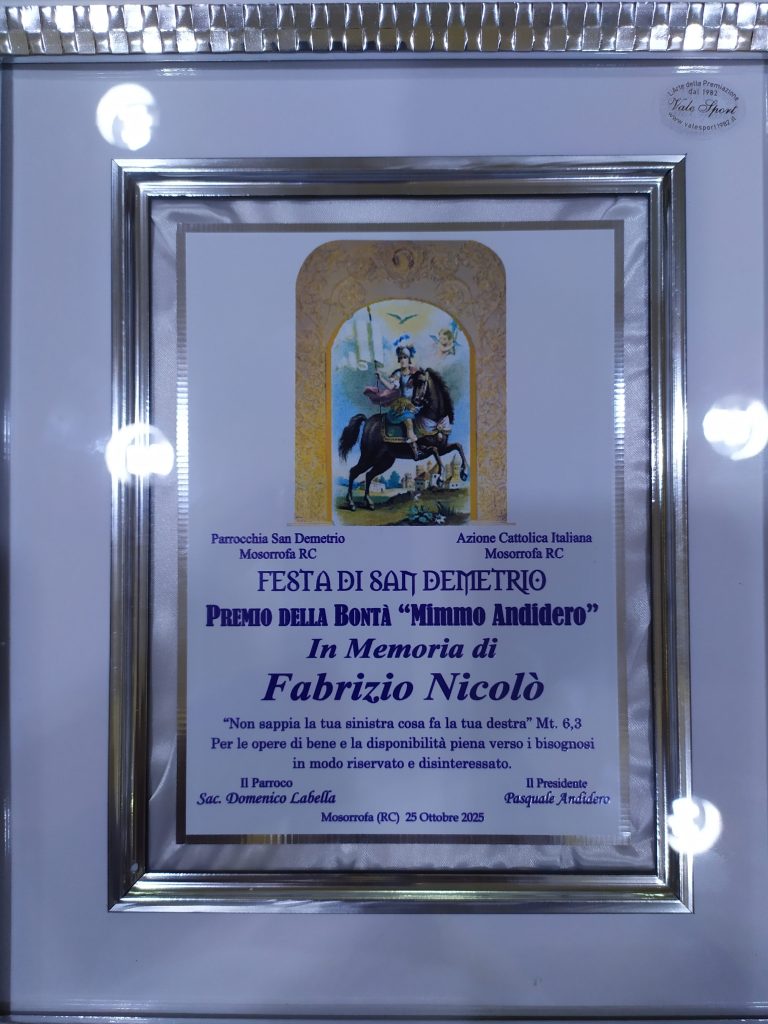 L'Arte della Premiazione
dal 1982
Vale Sport
www.valesport1982.it
Parrocchia San Demetrio
Mosorrofa RC
Azione Cattolica Italiana
Mosorrofa RC
FESTA DI SAN DEMETRIO
PREMIO DELLA BONTÀ “Mimmo Andidero”
In Memoria di
Fabrizio Nicolò
“Non sappia la tua sinistra cosa fa la tua destra” Mt. 6,3
Per le opere di bene e la disponibilità piena verso i bisognosi
in modo riservato e disinteressato.
Il Parroco
Sac. Domenico Labella
Il Presidente
Pasquale Andidero
Mosorrofa (RC) 25 Ottobre 2025